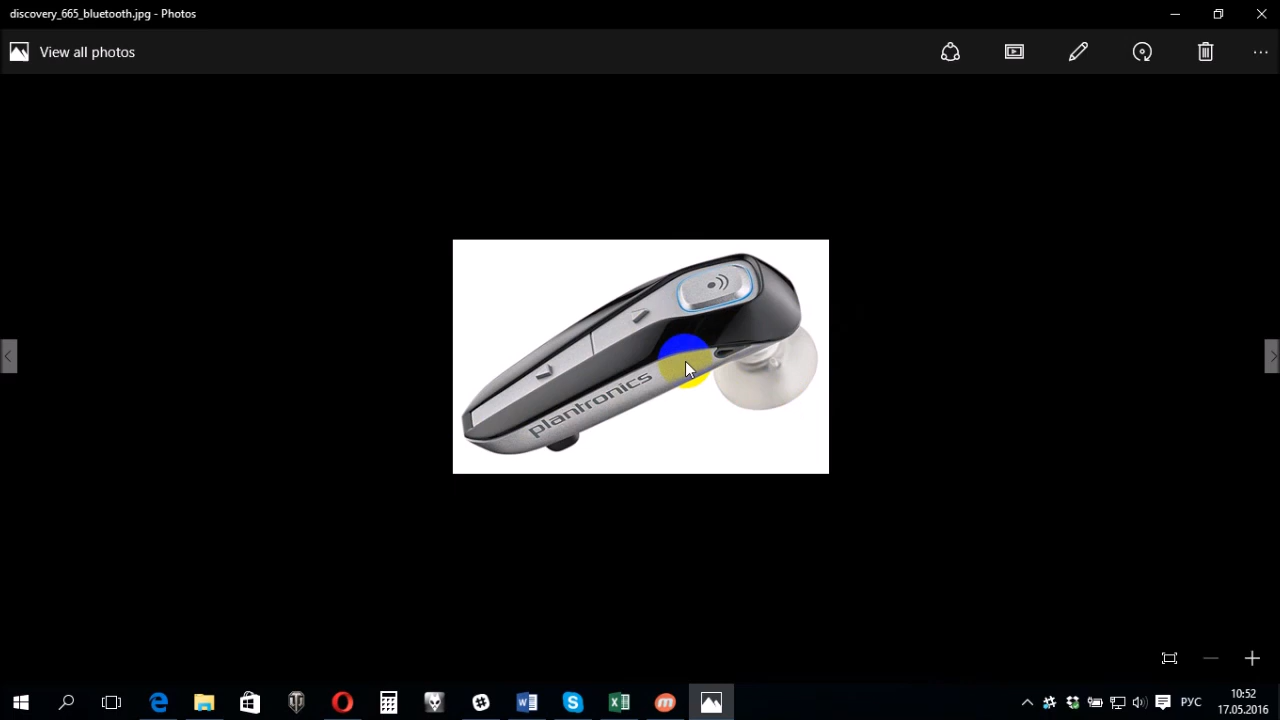 discovery_665_bluetooth.jpg - Photos
View all photos
plantronics
РУС
10:52
17.05.2016